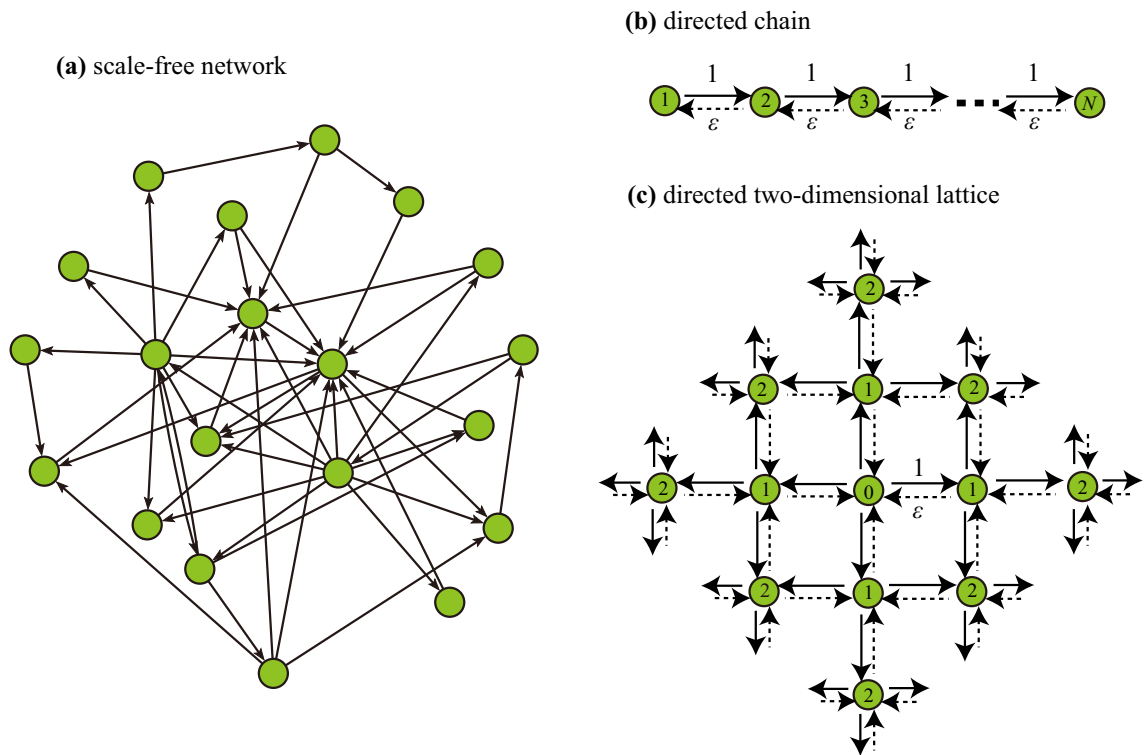 (a) scale-free network
(b) directed chain
1 1 1 1
1 2 3 N
ε ε ε ε
(c) directed two-dimensional lattice
2
2 1 2
1
2 1 0 1 2
ε
2 1 2
2